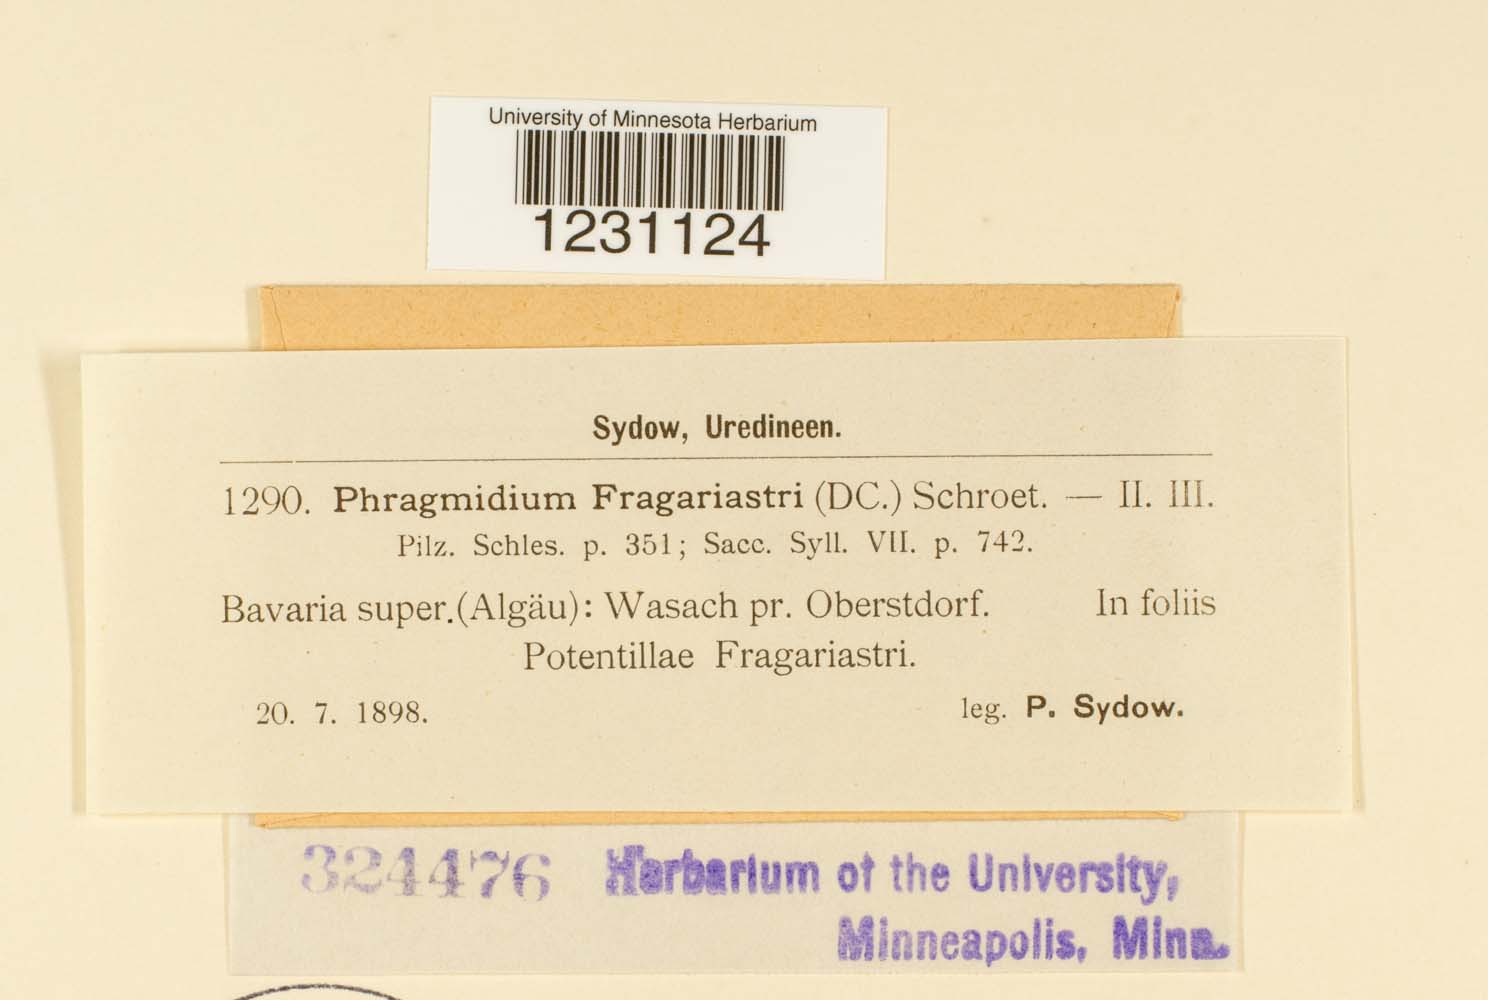 University of Minnesota Herbarium
1231124
Sydow, Uredineen.
1290. Phragmidium Fragariastri (DC.) Schroet. — II. III.
Pilz. Schles. p. 351; Sacc. Syll. VII. p. 742.
Bavaria super. (Algäu): Wasach pr. Oberstdorf. In foliis
Potentillae Fragariastri.
20. 7. 1898. leg. P. Sydow.
324476 Herbarium of the University,
Minneapolis, Minn.